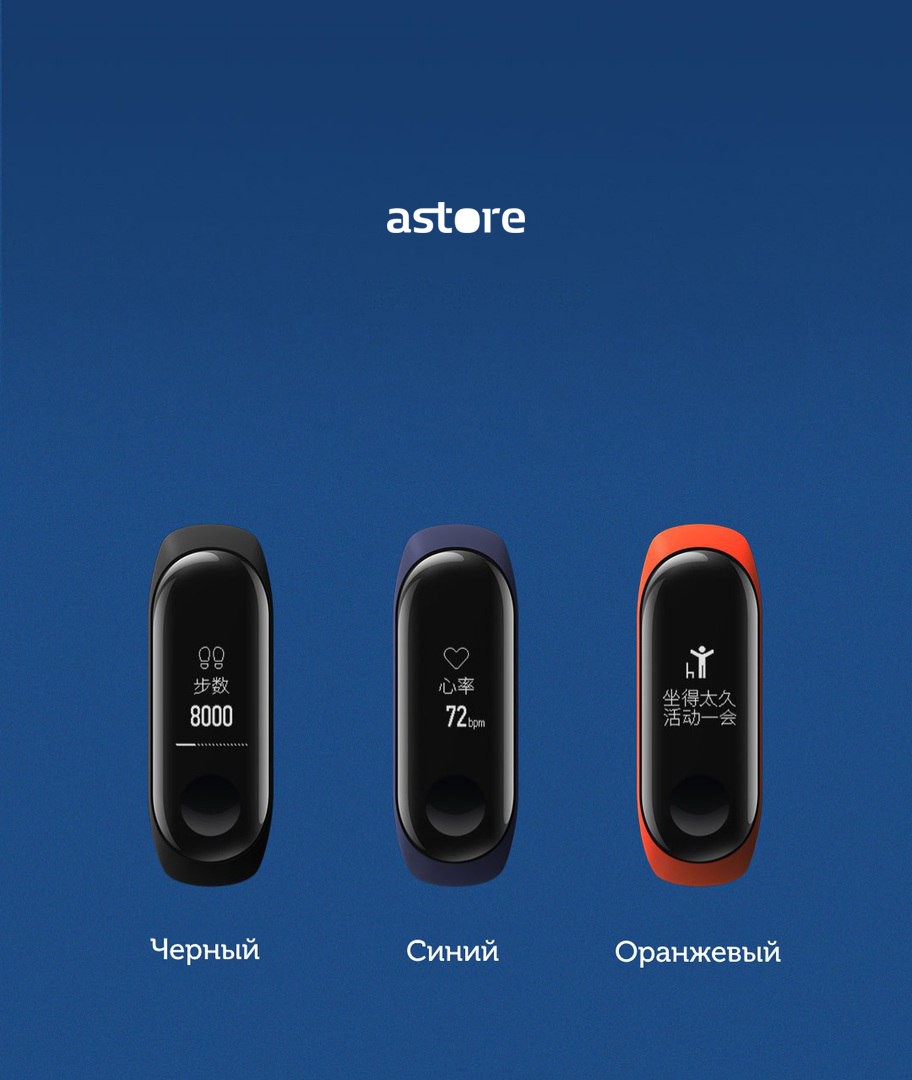 astore
步数
8000
心率
72bpm
坐得太久
活动一会
Черный
Синий
Оранжевый